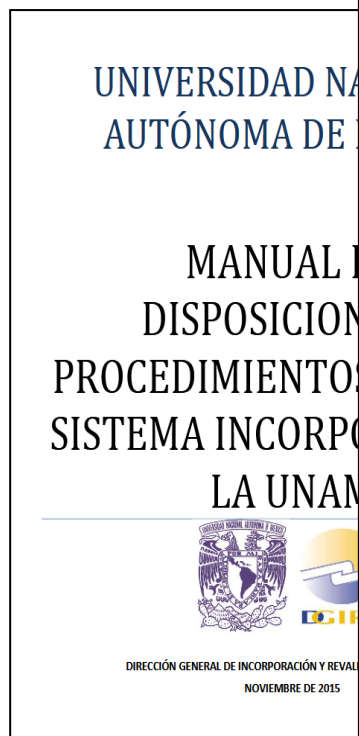 UNIVERSIDAD NA
AUTÓNOMA DE
MANUAL
DISPOSICION
PROCEDIMIENTOS
SISTEMA INCORPO
LA UNAM
DIRECCIÓN GENERAL DE INCORPORACIÓN Y REVALI
NOVIEMBRE DE 2015